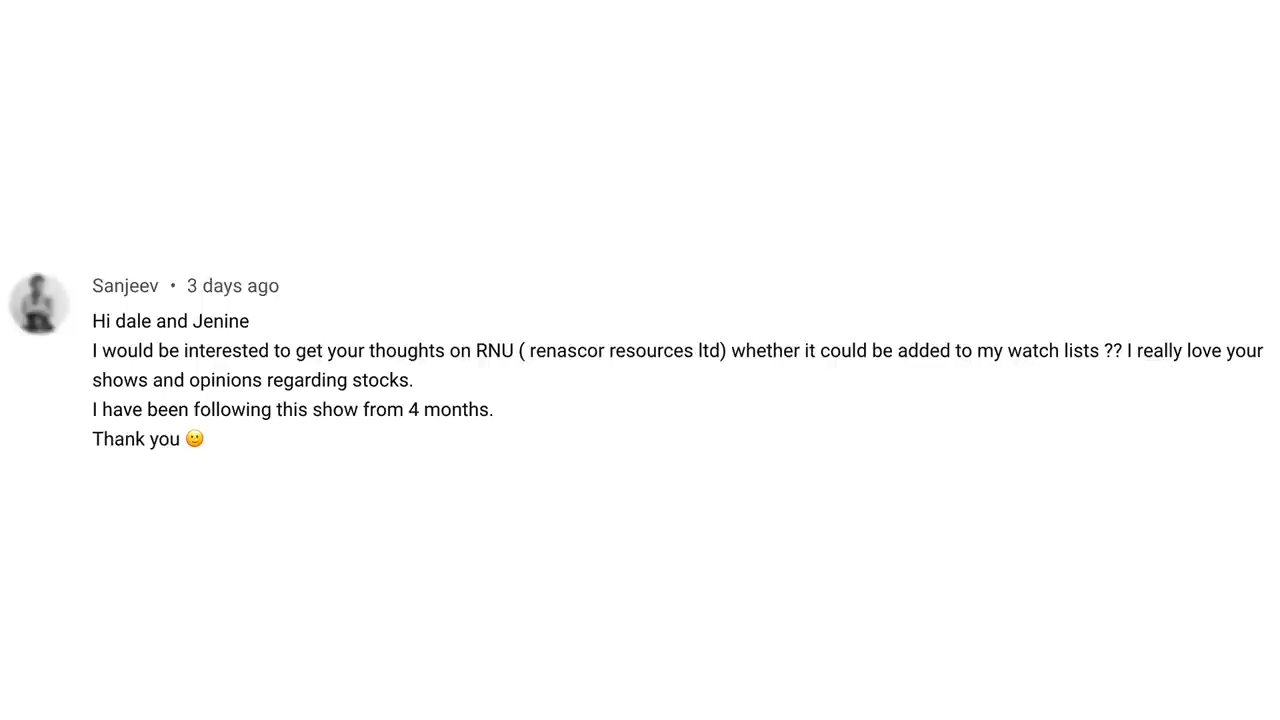 Sanjeev • 3 days ago
Hi dale and Jenine
I would be interested to get your thoughts on RNU ( renascor resources ltd) whether it could be added to my watch lists ?? I really love your
shows and opinions regarding stocks.
I have been following this show from 4 months.
Thank you 🙂